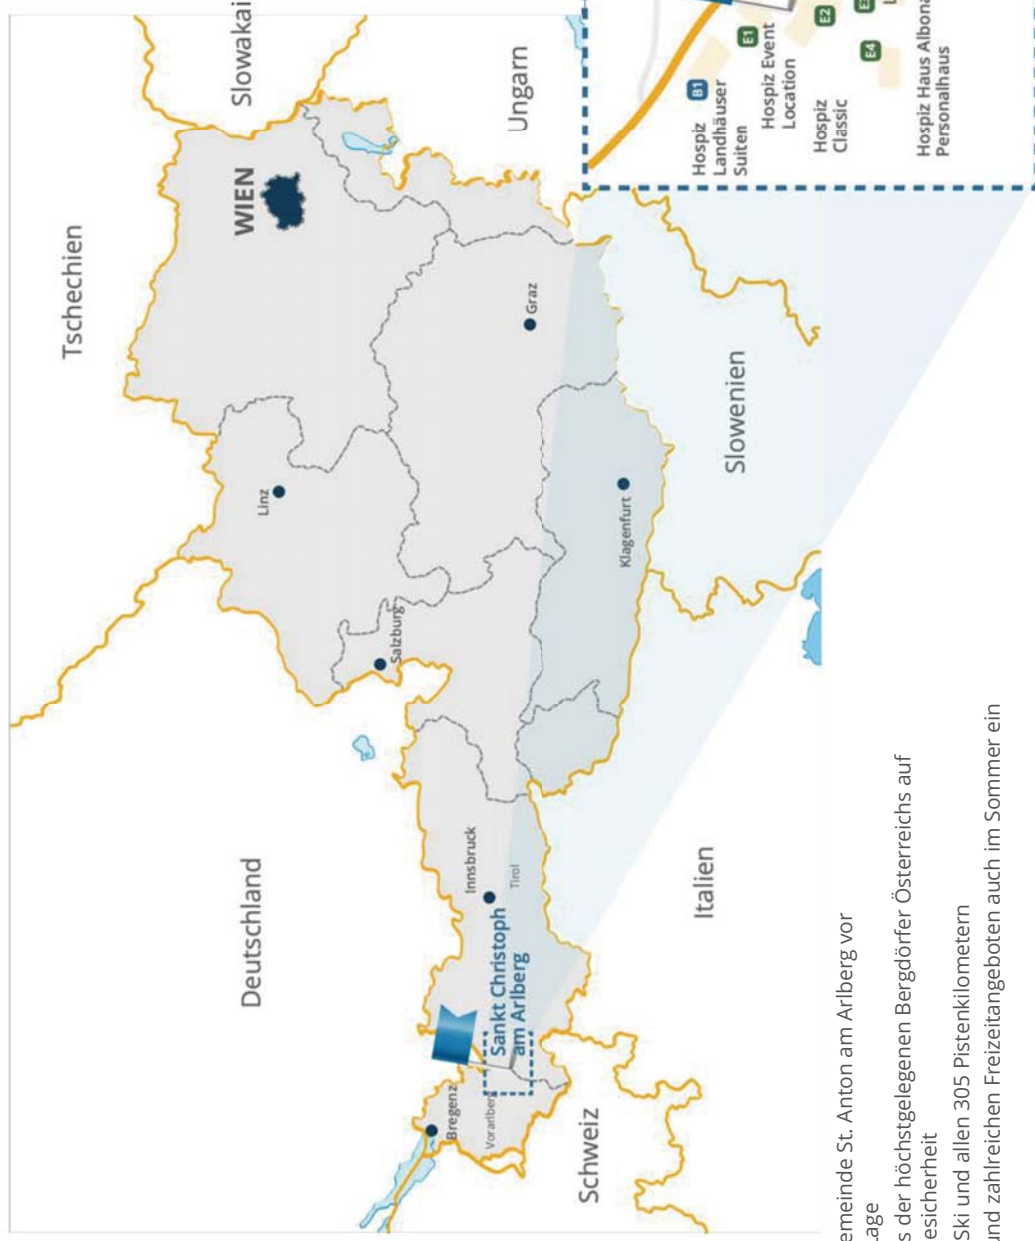 Tschechien
Slowakai
Deutschland
WIEN
Linz
Ungarn
Salzburg
Bregenz
Innsbruck
Vorarlberg
Tirol
Sankt Christoph
am Arlberg
Graz
Klagenfurt
Schweiz
Italien
Slowenien
B1
Hospiz
Landhäuser
Suiten
E1
Hospiz Event
Location
E2
Hospiz
Classic
E4
Hospiz Haus Albona
Personalhaus
emeinde St. Anton am Arlberg vor
age
s der höchstgelegenen Bergdörfer Österreichs auf
esicherheit
Ski und allen 305 Pistenkilometern
und zahlreichen Freizeitangeboten auch im Sommer ein